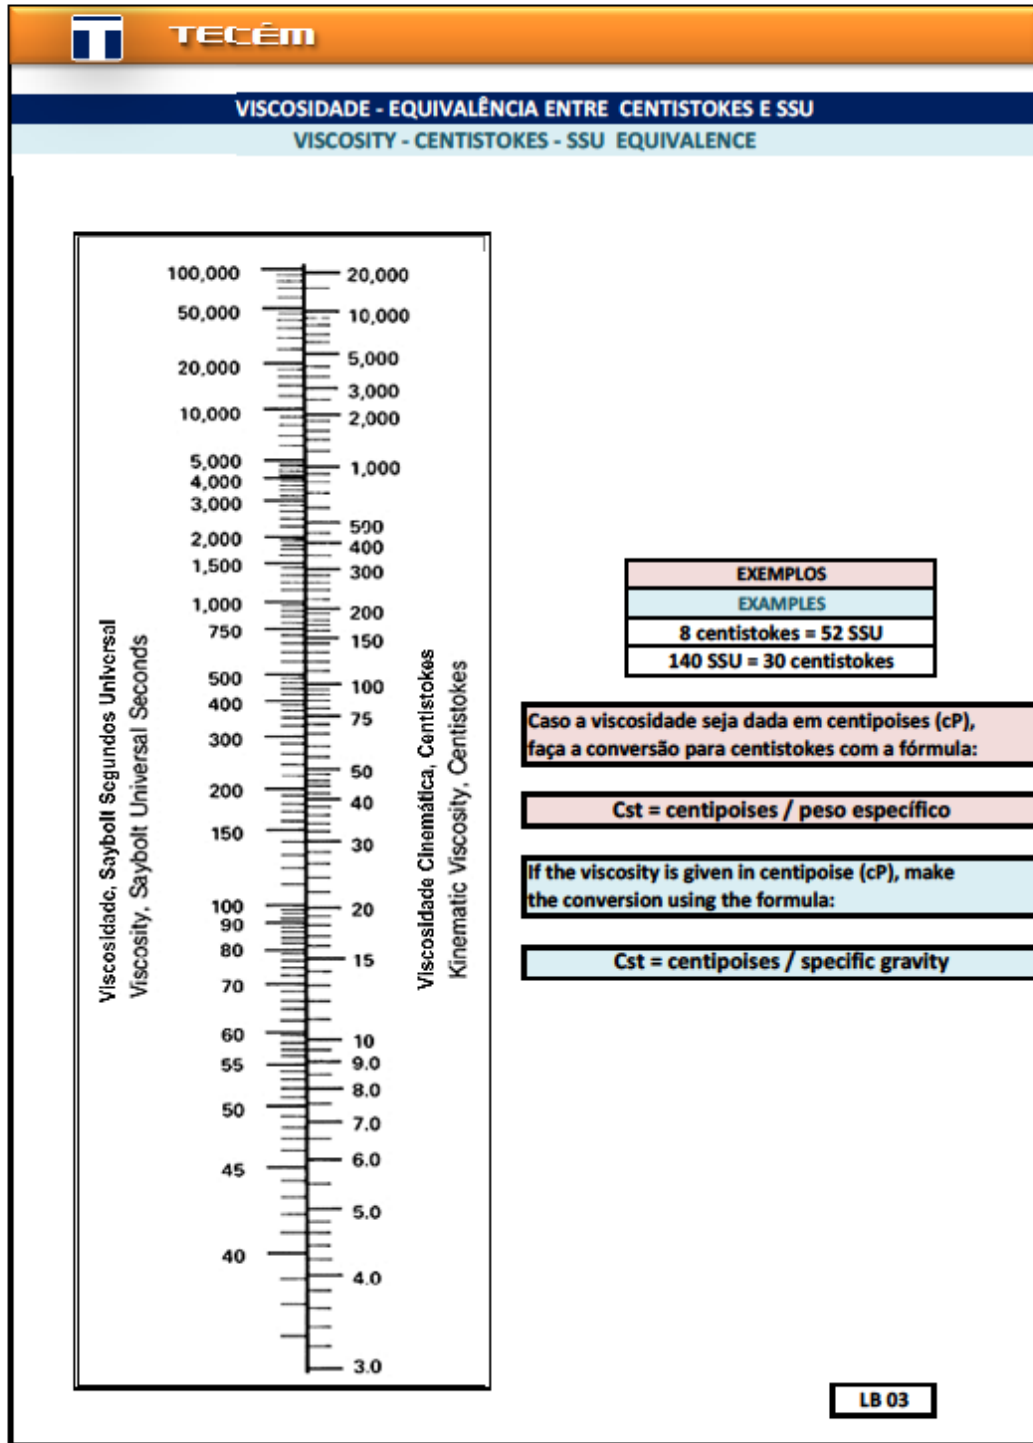 TECÉM
VISCOSIDADE - EQUIVALÊNCIA ENTRE CENTISTOKES E SSU
VISCOSITY - CENTISTOKES - SSU EQUIVALENCE
Viscosidade, Saybolt Segundos Universal
Viscosity, Saybolt Universal Seconds
100,000
50,000
20,000
10,000
5,000
4,000
3,000
2,000
1,500
1,000
750
500
400
300
200
150
100
90
80
70
60
55
50
45
40
20,000
10,000
5,000
3,000
2,000
1,000
500
400
300
200
150
100
75
50
40
30
20
15
10
9.0
8.0
7.0
6.0
5.0
4.0
3.0
Viscosidade Cinemática, Centistokes
Kinematic Viscosity, Centistokes
EXEMPLOS
EXAMPLES
8 centistokes = 52 SSU
140 SSU = 30 centistokes
Caso a viscosidade seja dada em centipoises (cP),
faça a conversão para centistokes com a fórmula:
Cst = centipoises / peso específico
If the viscosity is given in centipoise (cP), make
the conversion using the formula:
Cst = centipoises / specific gravity
LB 03